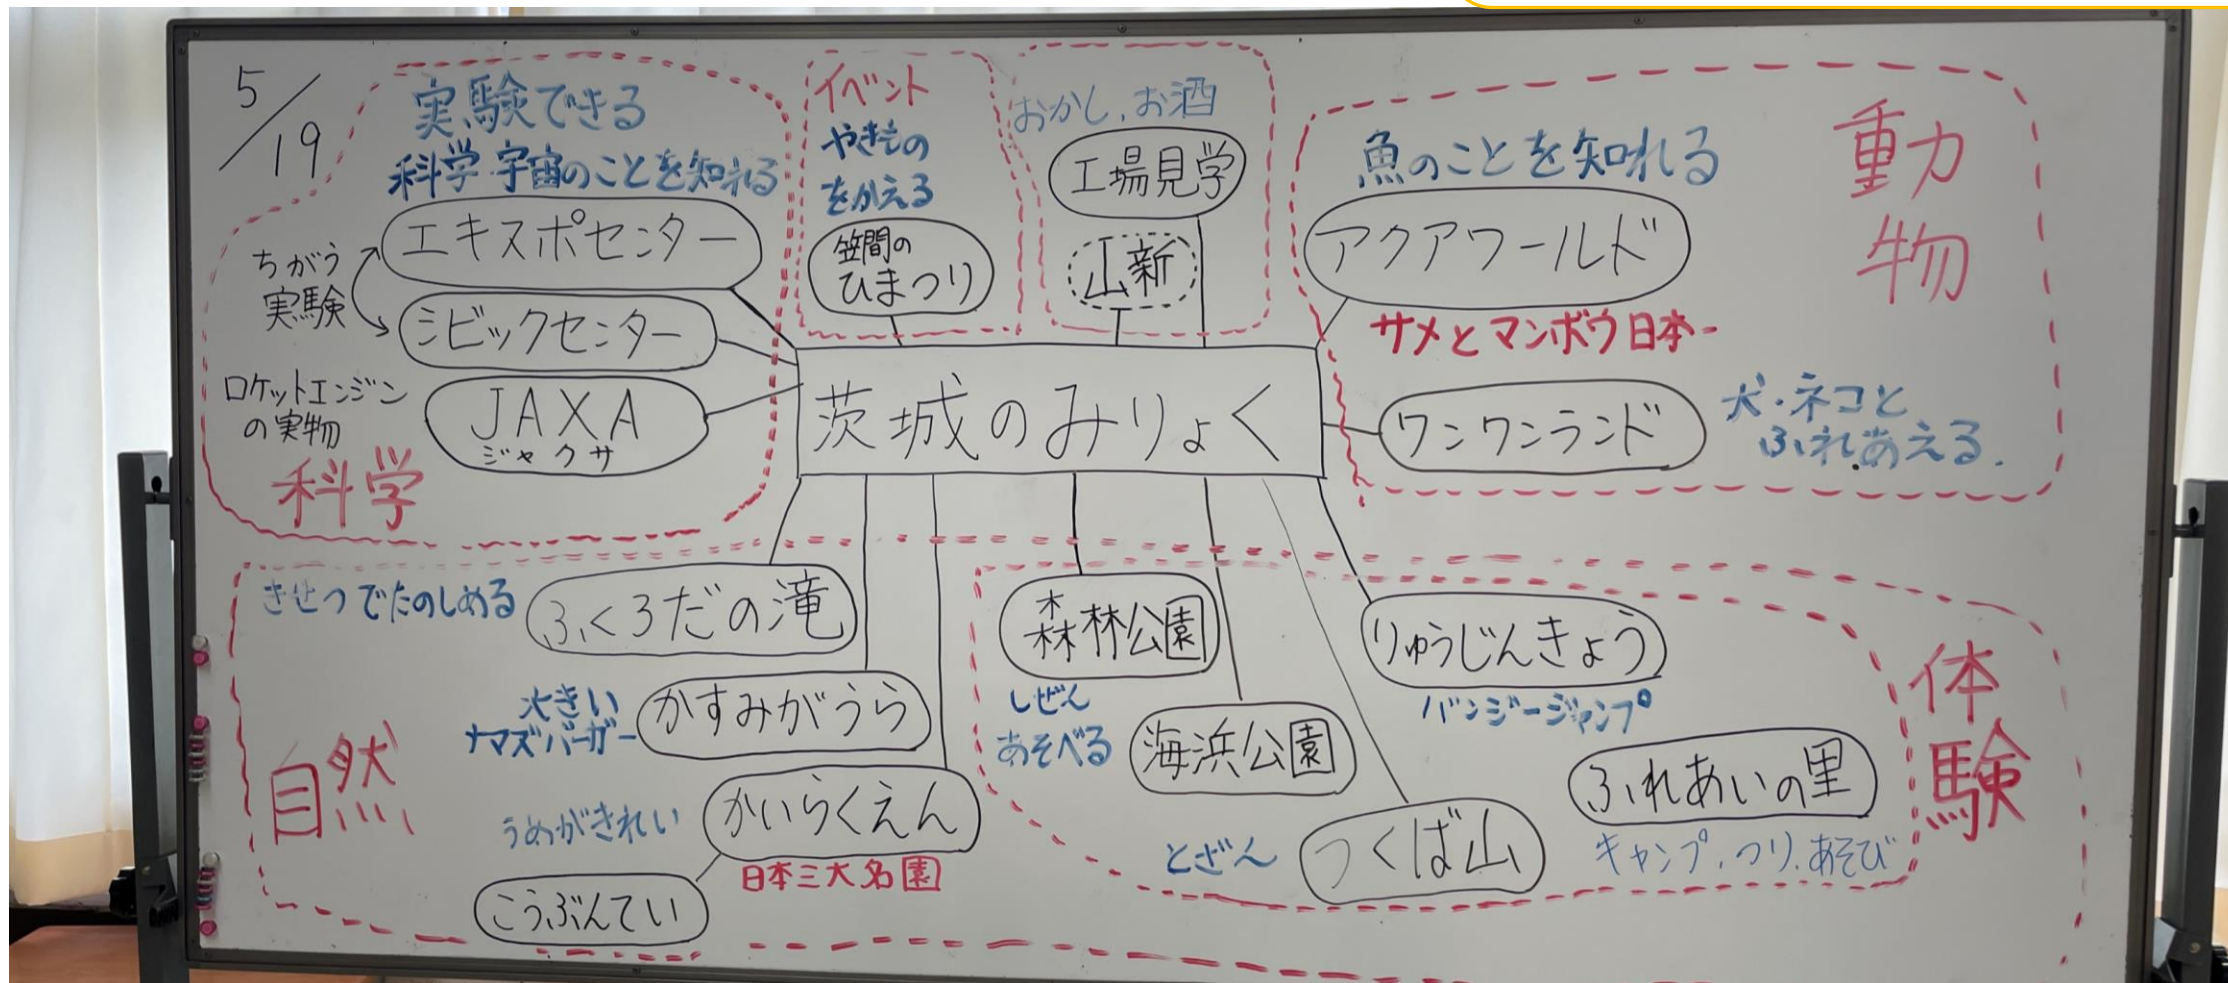 5/19
実験できる
科学・宇宙のことを知れる
エキスポセンター
ちがう
実験
シビックセンター
ロケットエンジン
の実物
JAXA
ジャクサ
科学
イベント
やきもの
をかえる
笠間の
ひまつり
おかし、お酒
工場見学
山新
動物
魚のことを知れる
アクアワールド
サメとマンボウ日本一
ワンワンランド
犬・ネコと
ふれあえる.
茨城のみりょく
きせつでたのしめる
ふくろだの滝
大きい
ナマズバーガー
かすみがうら
自然
うめがきれい
かいらくえん
日本三大名園
こうぶんてい
森林公園
しぜん
あそべる
海浜公園
りゅうじんきょう
バンジージャンプ
体験
ふれあいの里
キャンプ、つり、あそび
とざん
つくば山